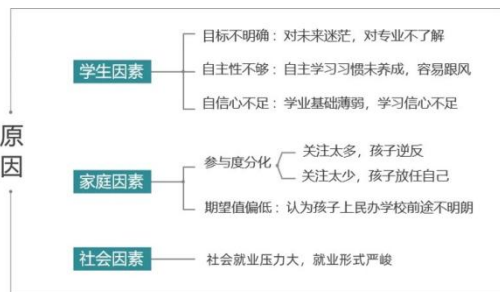 原因
学生因素
目标不明确：对未来迷茫，对专业不了解
自主性不够：自主学习习惯未养成，容易跟风
自信心不足：学业基础薄弱，学习信心不足
家庭因素
参与度分化
关注太多，孩子逆反
关注太少，孩子放任自己
期望值偏低：认为孩子上民办学校前途不明朗
社会因素
社会就业压力大，就业形式严峻